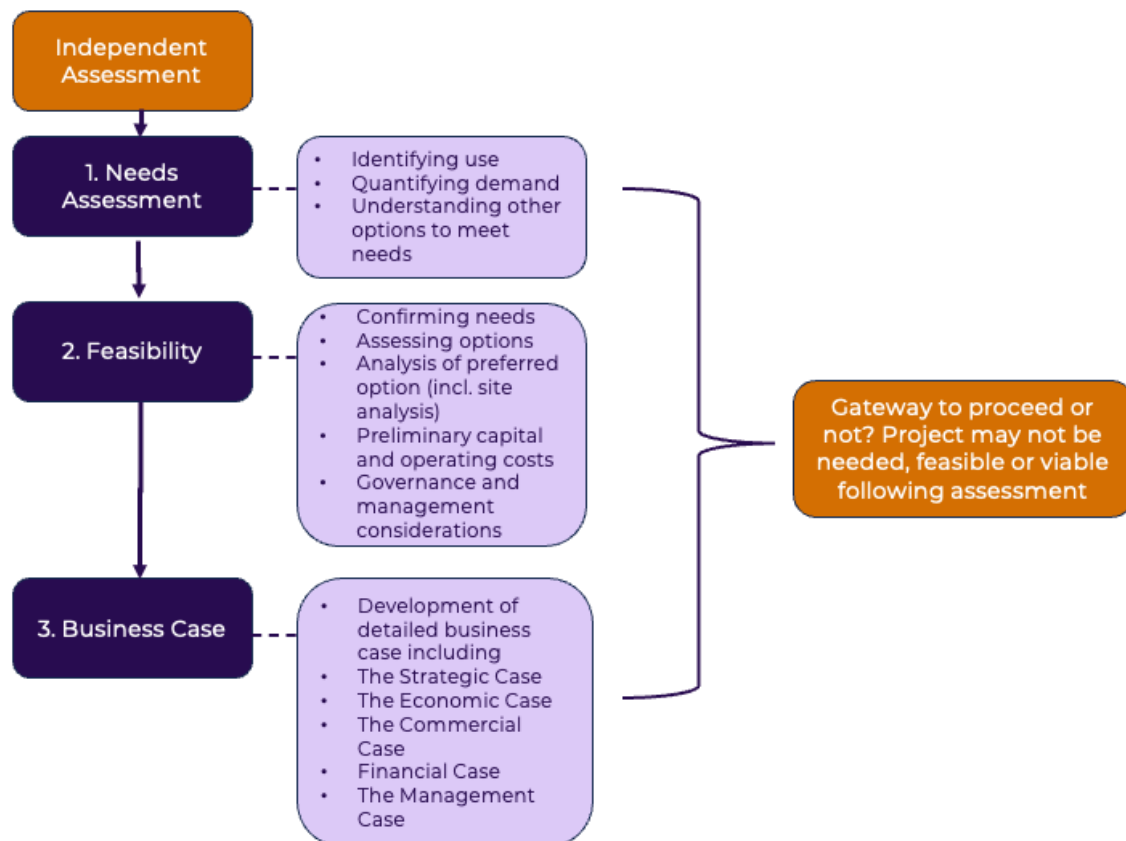 Independent
Assessment
1. Needs
Assessment
• Identifying use
• Quantifying demand
• Understanding other
options to meet
needs
2. Feasibility
• Confirming needs
• Assessing options
• Analysis of preferred
option (incl. site
analysis)
• Preliminary capital
and operating costs
• Governance and
management
considerations
3. Business Case
• Development of
detailed business
case including
• The Strategic Case
• The Economic Case
• The Commercial
Case
• Financial Case
• The Management
Case
Gateway to proceed or
not? Project may not be
needed, feasible or viable
following assessment